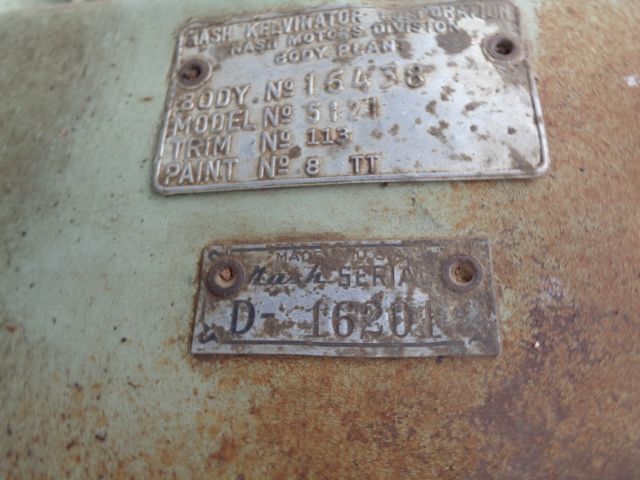 NASH KELVINATOR CORPORATION
NASH MOTORS DIVISION
BODY PLANT
BODY Nº 16438
MODEL Nº 5121
TRIM Nº 113
PAINT Nº 8 TT
MADE
Nash SERIAL
D- 16201